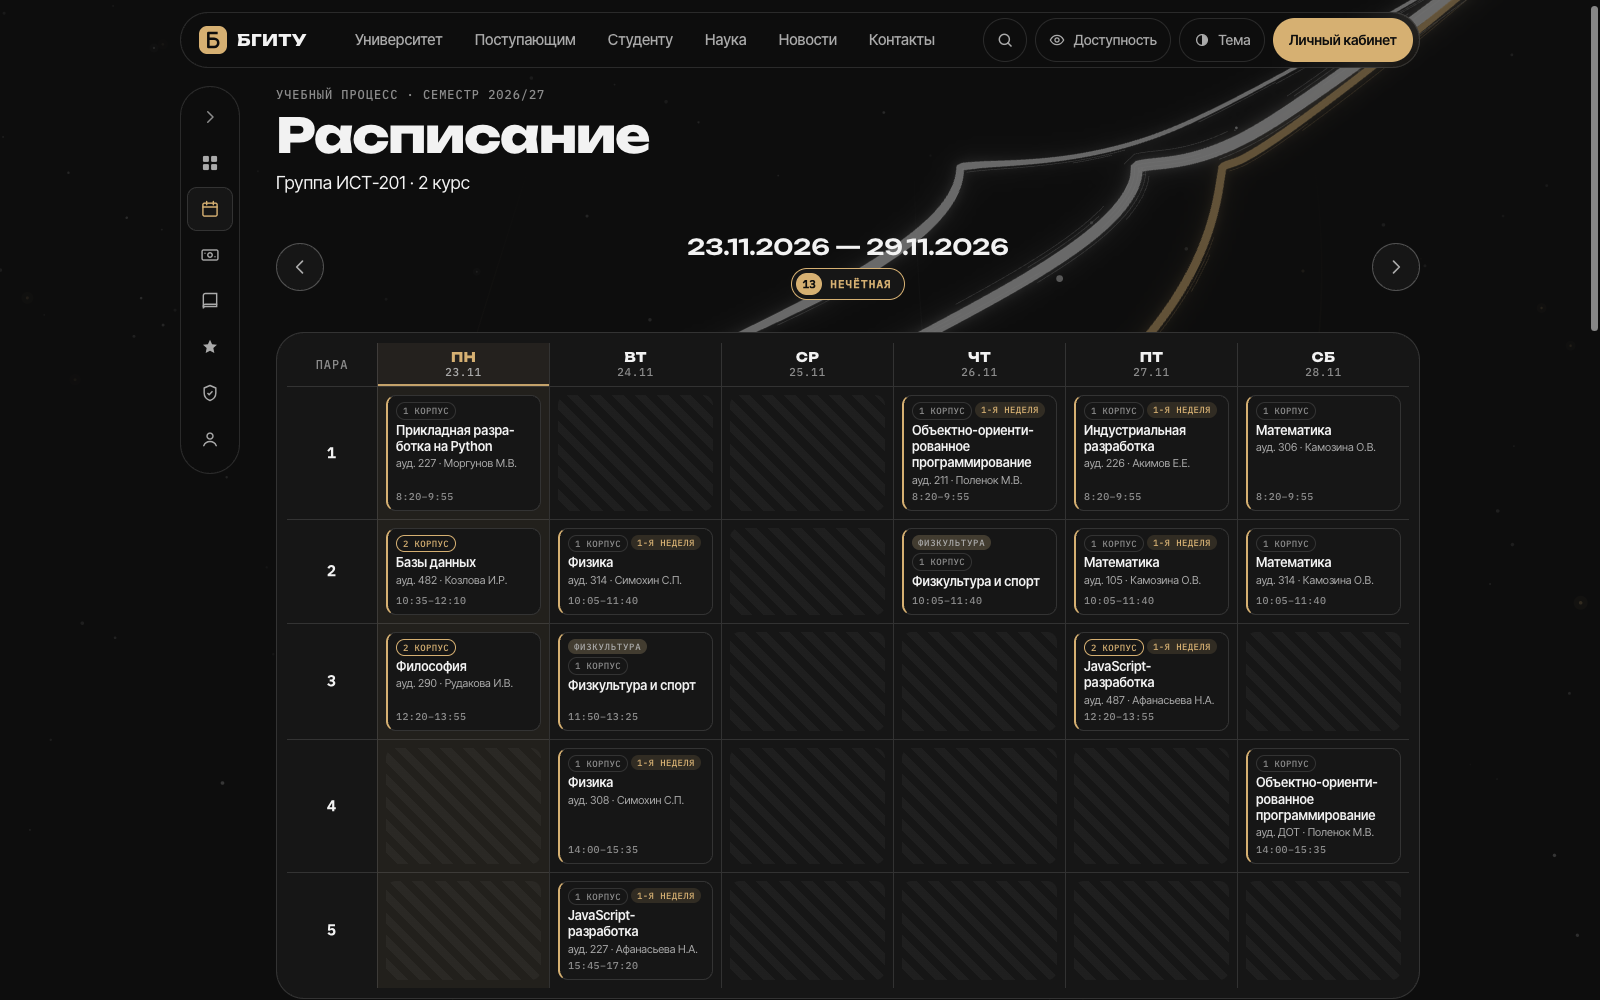 Б БГИТУ Университет Поступающим Студенту Наука Новости Контакты Доступность Тема Личный кабинет
УЧЕБНЫЙ ПРОЦЕСС · СЕМЕСТР 2026/27
Расписание
Группа ИСТ-201 · 2 курс
23.11.2026 — 29.11.2026
13 НЕЧЁТНАЯ
ПАРА
ПН
23.11
ВТ
24.11
СР
25.11
ЧТ
26.11
ПТ
27.11
СБ
28.11
1
1 КОРПУС
Прикладная разра-
ботка на Python
ауд. 227 · Моргунов М.В.
8:20–9:55
1 КОРПУС 1-Я НЕДЕЛЯ
Объектно-ориенти-
рованное
программирование
ауд. 211 · Поленок М.В.
8:20–9:55
1 КОРПУС 1-Я НЕДЕЛЯ
Индустриальная
разработка
ауд. 226 · Акимов Е.Е.
8:20–9:55
1 КОРПУС
Математика
ауд. 306 · Камозина О.В.
8:20–9:55
2
2 КОРПУС
Базы данных
ауд. 482 · Козлова И.Р.
10:35–12:10
1 КОРПУС 1-Я НЕДЕЛЯ
Физика
ауд. 314 · Симохин С.П.
10:05–11:40
ФИЗКУЛЬТУРА
1 КОРПУС
Физкультура и спорт
10:05–11:40
1 КОРПУС 1-Я НЕДЕЛЯ
Математика
ауд. 105 · Камозина О.В.
10:05–11:40
1 КОРПУС
Математика
ауд. 314 · Камозина О.В.
10:05–11:40
3
2 КОРПУС
Философия
ауд. 290 · Рудакова И.В.
12:20–13:55
ФИЗКУЛЬТУРА
1 КОРПУС
Физкультура и спорт
11:50–13:25
2 КОРПУС 1-Я НЕДЕЛЯ
JavaScript-
разработка
ауд. 487 · Афанасьева Н.А.
12:20–13:55
4
1 КОРПУС 1-Я НЕДЕЛЯ
Физика
ауд. 308 · Симохин С.П.
14:00–15:35
1 КОРПУС
Объектно-ориенти-
рованное
программирование
ауд. ДОТ · Поленок М.В.
14:00–15:35
5
1 КОРПУС 1-Я НЕДЕЛЯ
JavaScript-
разработка
ауд. 227 · Афанасьева Н.А.
15:45–17:20